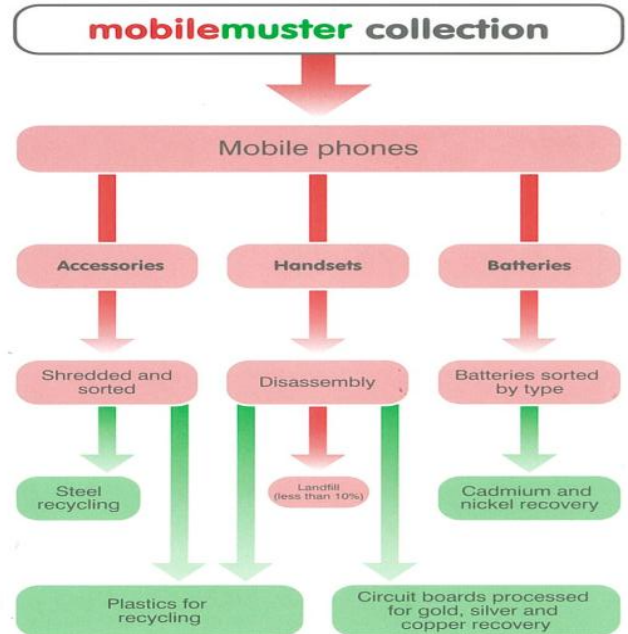 mobilemuster collection
Mobile phones
Accessories
Handsets
Batteries
Shredded and
sorted
Disassembly
Batteries sorted
by type
Steel
recycling
Landfill
(less than 10%)
Cadmium and
nickel recovery
Plastics for
recycling
Circuit boards processed
for gold, silver and
copper recovery